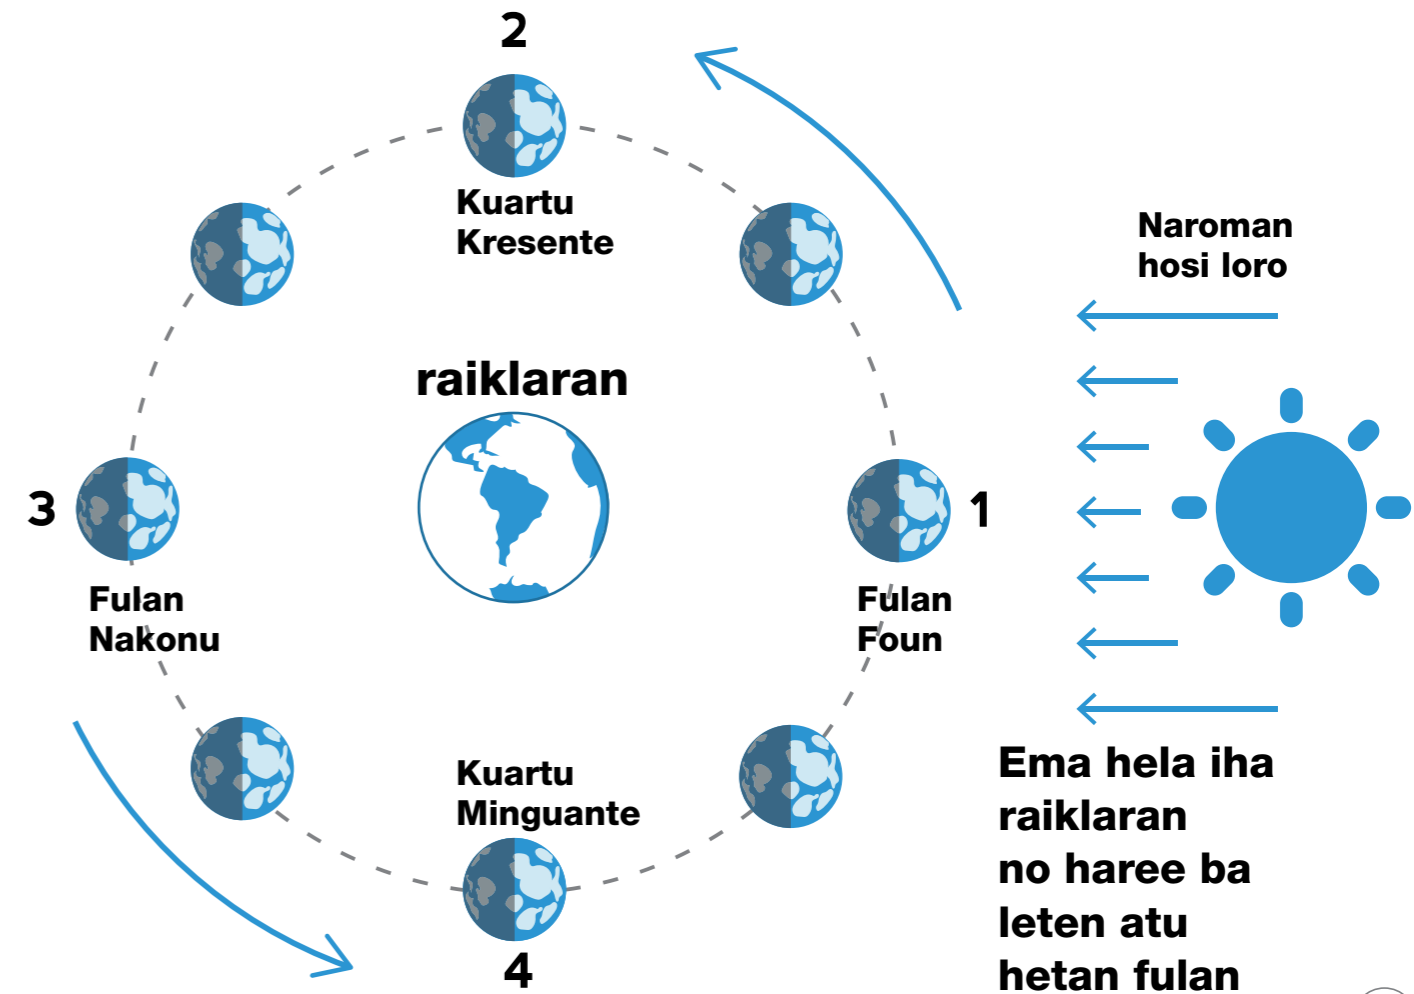 2
Kuartu
Kresente
Naroman
hosi loro
raiklaran
3
1
Fulan
Nakonu
Fulan
Foun
Kuartu
Minguante
4
Ema hela iha
raiklaran
no haree ba
leten atu
hetan fulan